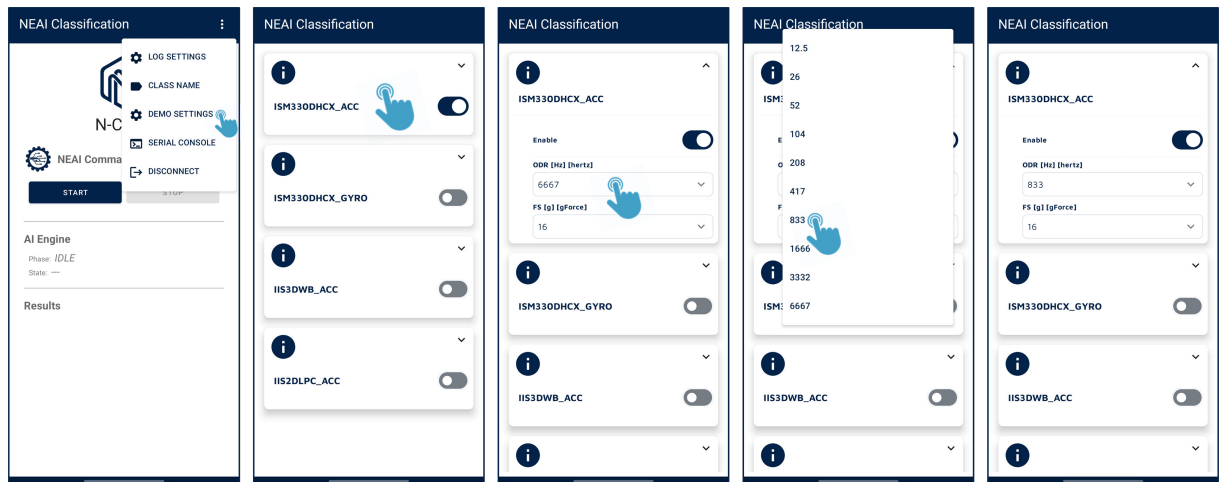 NEAI Classification
LOG SETTINGS
CLASS NAME
DEMO SETTINGS
SERIAL CONSOLE
DISCONNECT
N-C
NEAI Comma
START
STOP
AI Engine
Phase: IDLE
State: ---
Results
NEAI Classification
ISM330DHCX_ACC
ISM330DHCX_GYRO
IIS3DWB_ACC
IIS2DLPC_ACC
NEAI Classification
ISM330DHCX_ACC
Enable
ODR [Hz] [hertz]
6667
FS [g] [gForce]
16
ISM330DHCX_GYRO
IIS3DWB_ACC
NEAI Classification
12.5
26
52
104
208
417
833
1666
3332
6667
ISM3
E
O
F
ISM3
IIS3DWB_ACC
NEAI Classification
ISM330DHCX_ACC
Enable
ODR [Hz] [hertz]
833
FS [g] [gForce]
16
ISM330DHCX_GYRO
IIS3DWB_ACC